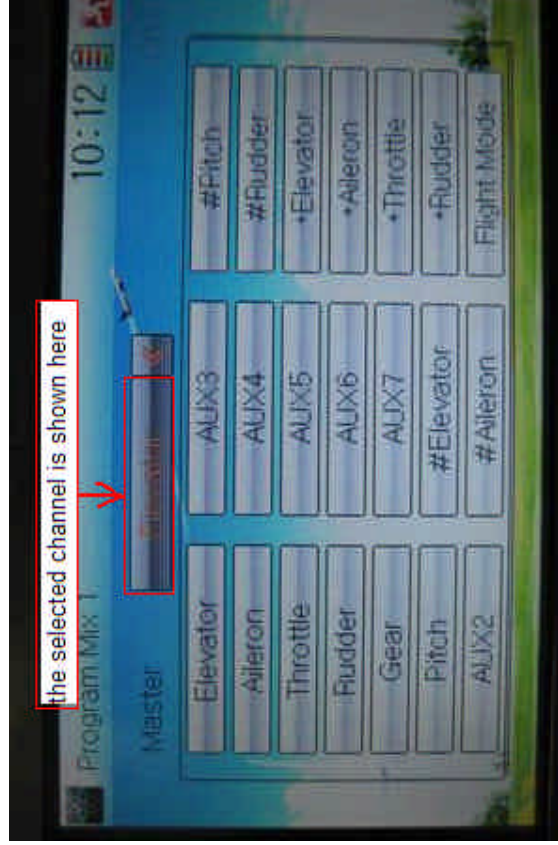 the selected channel is shown here
Program Mix 1 10:12
Master
Elevator AUX3 #Pitch
Aileron AUX4 #Rudder
Throttle AUX5 *Elevator
Rudder AUX6 *Aileron
Gear AUX7 *Throttle
Pitch #Elevator *Rudder
AUX2 #Aileron Flight Mode